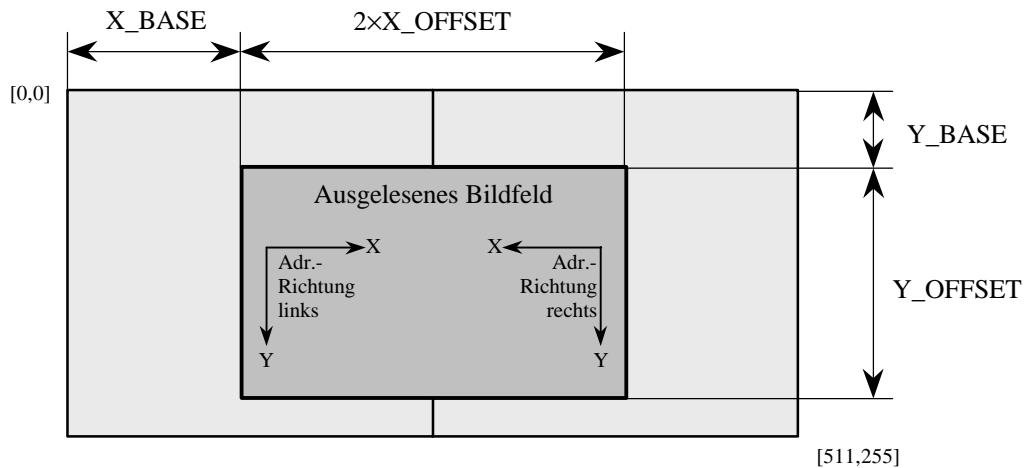 X_BASE
2×X_OFFSET
[0,0]
Y_BASE
Ausgelesenes Bildfeld
X
X
Adr.-
Richtung
links
Adr.-
Richtung
rechts
Y_OFFSET
Y
Y
[511,255]